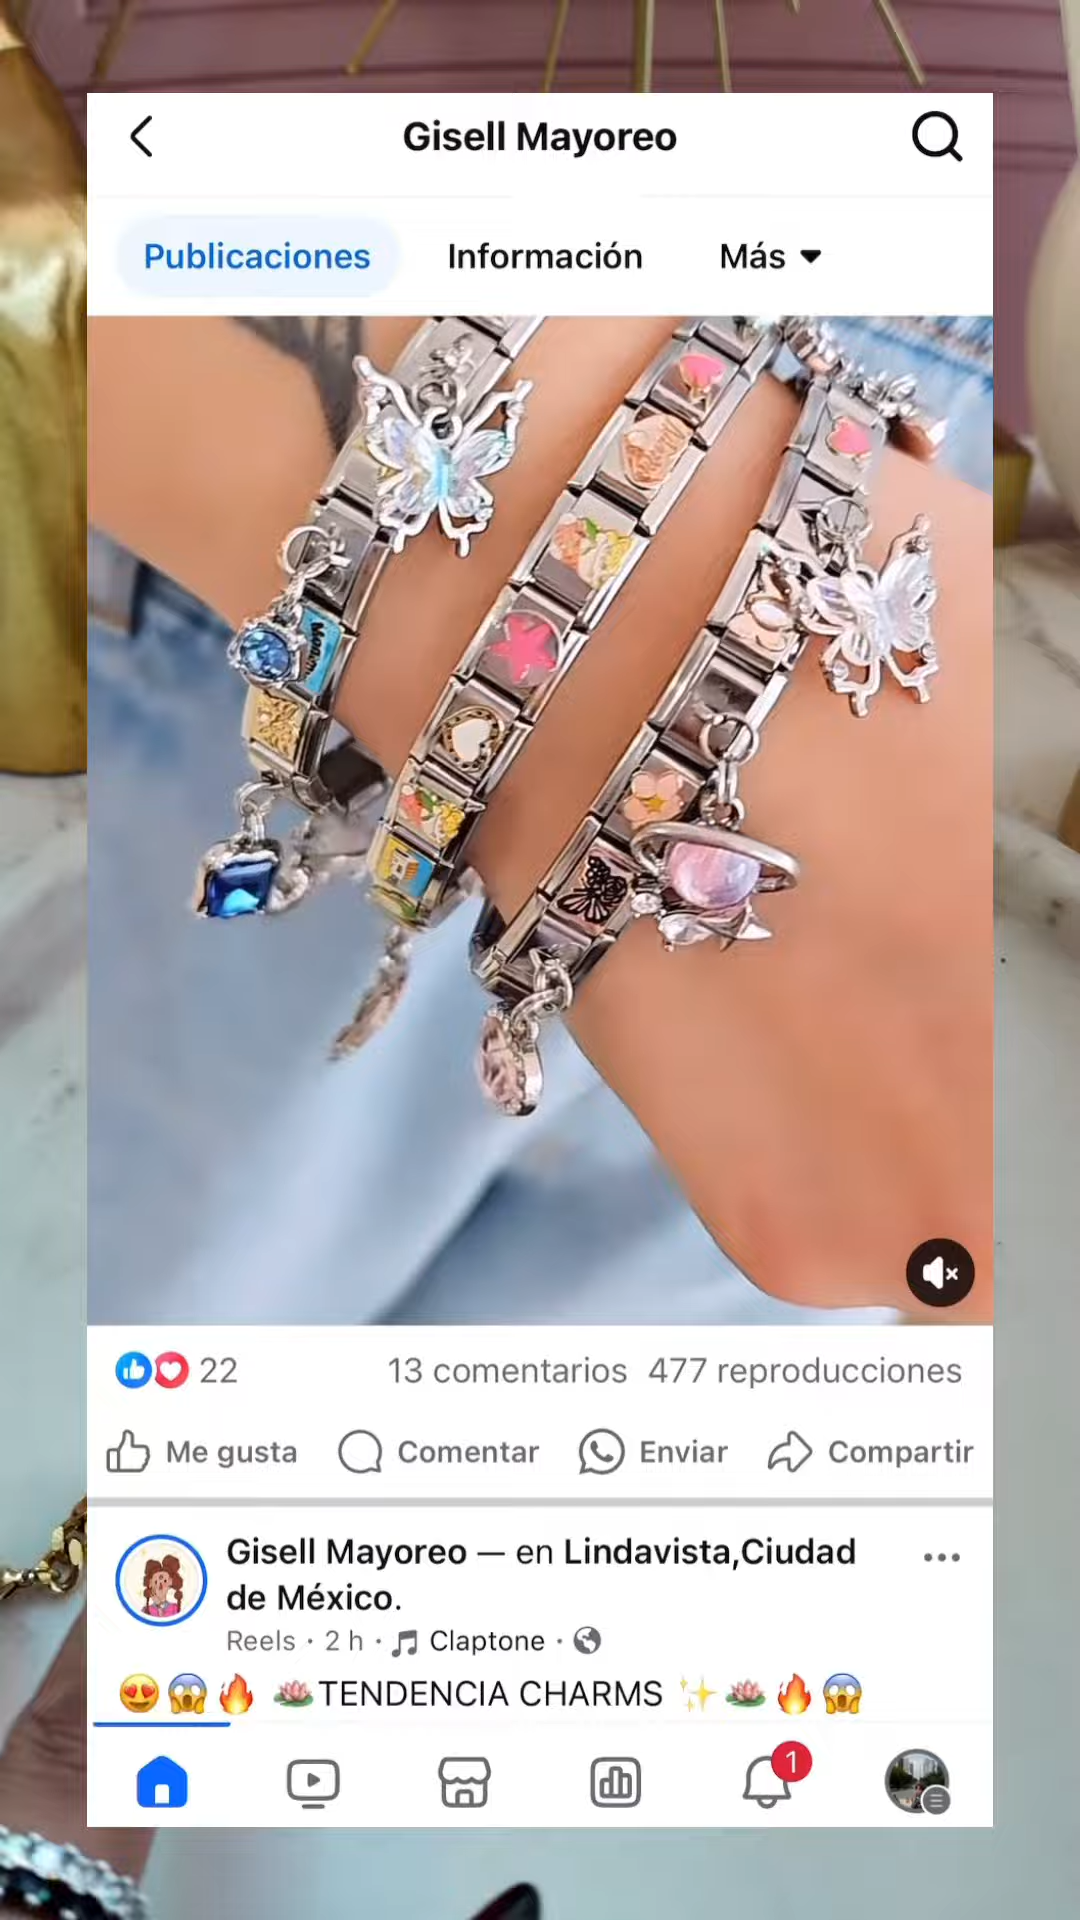 Gisell Mayoreo
Publicaciones Información Más
22 13 comentarios 477 reproducciones
Me gusta Comentar Enviar Compartir
Gisell Mayoreo — en Lindavista,Ciudad
de México.
Reels · 2 h · Claptone ·
😍😱🔥 🪷TENDENCIA CHARMS ✨🪷🔥😱
1